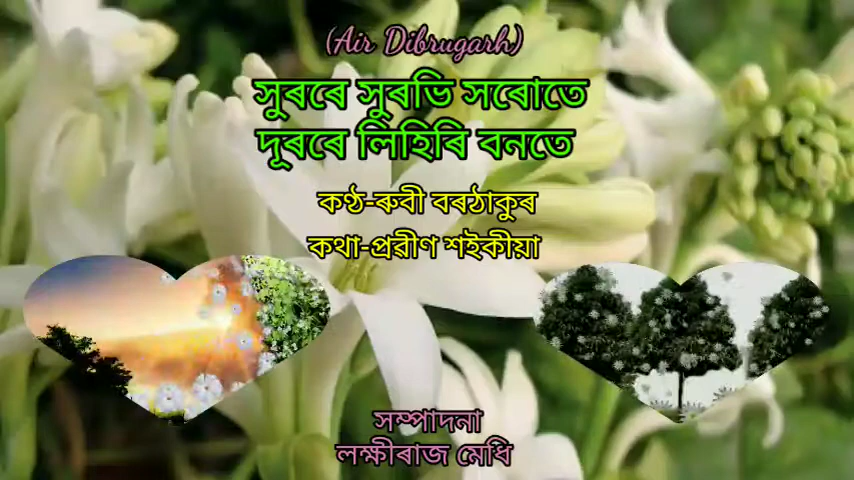 (Air Dibrugarh)
সুৰৰে সুৰভি সৰোতে
দূৰৰে লিহিৰি বনতে
কণ্ঠ-ৰুবী বৰঠাকুৰ
কথা-প্ৰৱীণ শইকীয়া
সম্পাদনা
লক্ষীৰাজ মেধি